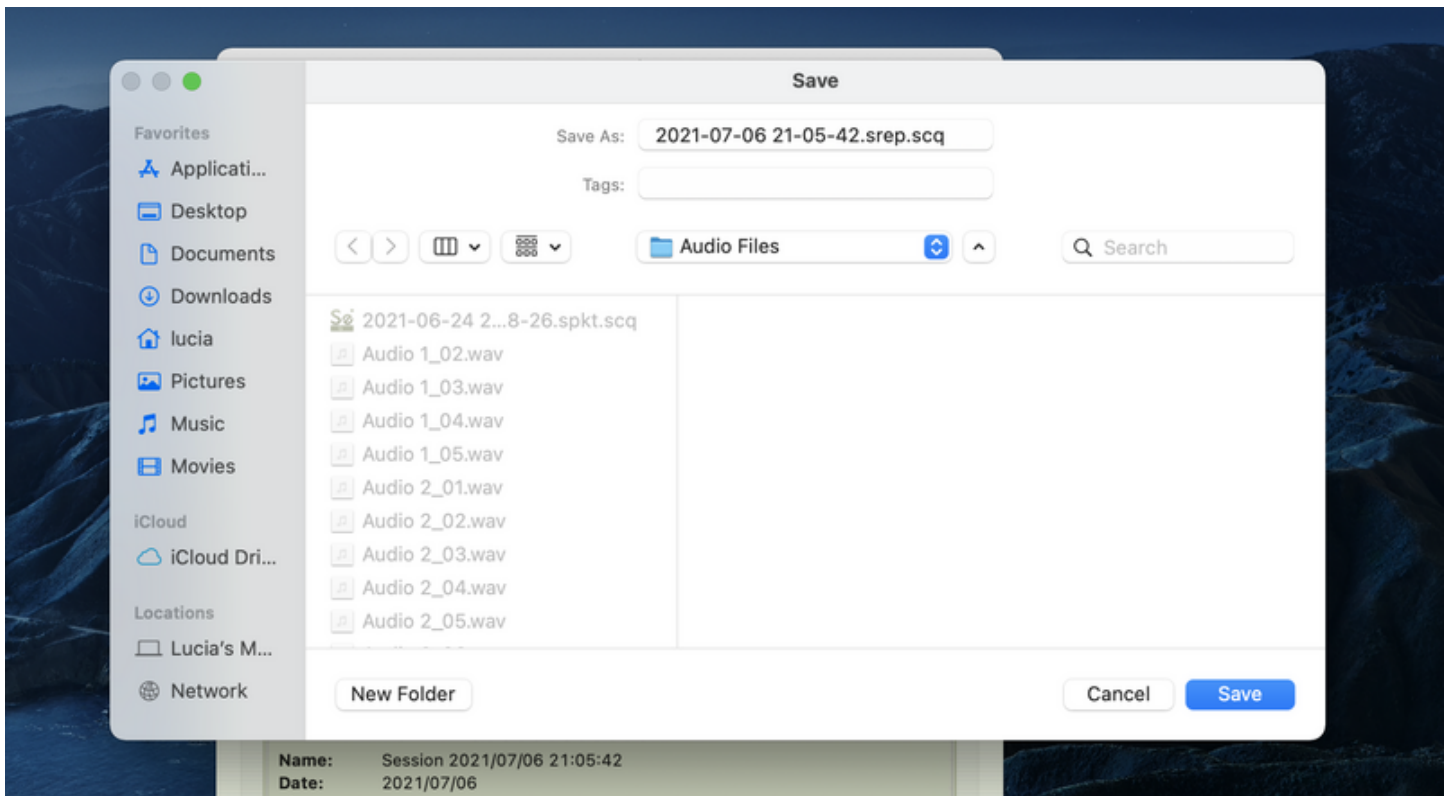 Save
Favorites
Applicati...
Desktop
Documents
Downloads
lucia
Pictures
Music
Movies
iCloud
iCloud Dri...
Locations
Lucia's M...
Network
Save As: 2021-07-06 21-05-42.srep.scq
Tags:
Audio Files
Search
2021-06-24 2...8-26.spkt.scq
Audio 1_02.wav
Audio 1_03.wav
Audio 1_04.wav
Audio 1_05.wav
Audio 2_01.wav
Audio 2_02.wav
Audio 2_03.wav
Audio 2_04.wav
Audio 2_05.wav
New Folder
Cancel Save
Name: Session 2021/07/06 21:05:42
Date: 2021/07/06